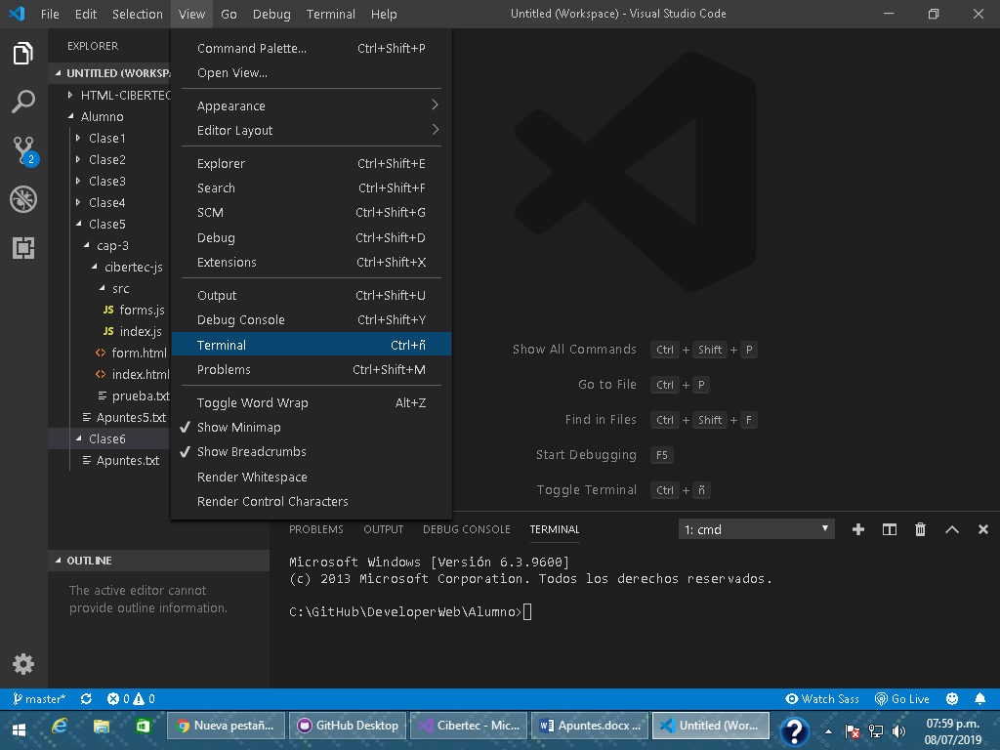 File Edit Selection View Go Debug Terminal Help Untitled (Workspace) - Visual Studio Code
EXPLORER
UNTITLED (WORKSPA
HTML-CIBERTEC
Alumno
Clase1
Clase2
Clase3
Clase4
Clase5
cap-3
cibertec-js
src
JS forms.js
JS index.js
<> form.html
<> index.html
prueba.txt
Apuntes5.txt
Clase6
Apuntes.txt
2
OUTLINE
The active editor cannot
provide outline information.
Command Palette... Ctrl+Shift+P
Open View...
Appearance
Editor Layout
Explorer Ctrl+Shift+E
Search Ctrl+Shift+F
SCM Ctrl+Shift+G
Debug Ctrl+Shift+D
Extensions Ctrl+Shift+X
Output Ctrl+Shift+U
Debug Console Ctrl+Shift+Y
Terminal Ctrl+ñ
Problems Ctrl+Shift+M
Toggle Word Wrap Alt+Z
Show Minimap
Show Breadcrumbs
Render Whitespace
Render Control Characters
Show All Commands Ctrl + Shift + P
Go to File Ctrl + P
Find in Files Ctrl + Shift + F
Start Debugging F5
Toggle Terminal Ctrl + ñ
PROBLEMS OUTPUT DEBUG CONSOLE TERMINAL 1: cmd
Microsoft Windows [Versión 6.3.9600]
(c) 2013 Microsoft Corporation. Todos los derechos reservados.
C:\GitHub\DeveloperWeb\Alumno>
master* 0 0 Watch Sass Go Live
Nueva pestañ... GitHub Desktop Cibertec - Mic... Apuntes.docx ... Untitled (Wor... 07:59 p.m.
08/07/2019